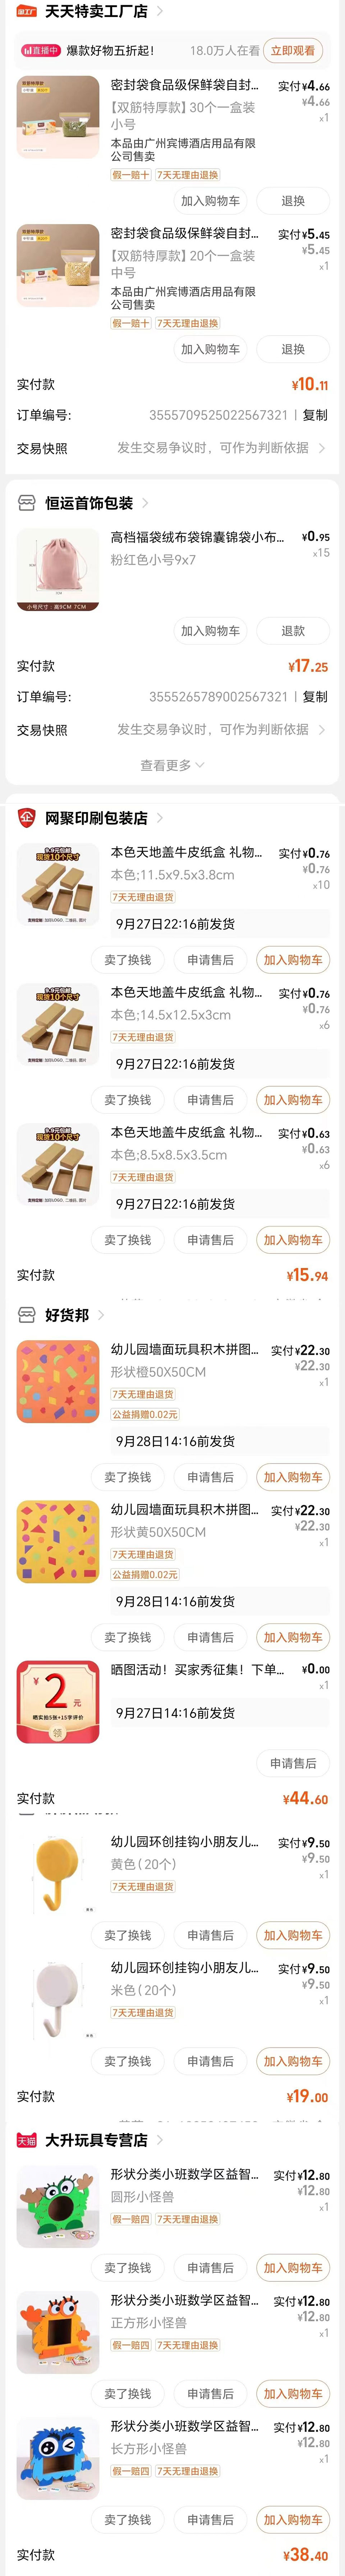 淘工厂 天天特卖工厂店
直播中 爆款好物五折起! 18.0万人在看 立即观看
密封袋食品级保鲜袋自封... 实付¥4.66
【双筋特厚款】30个一盒装 ¥4.66
小号 x1
本品由广州宾博酒店用品有限
公司售卖
假一赔十 7天无理由退换
加入购物车 退换
密封袋食品级保鲜袋自封... 实付¥5.45
【双筋特厚款】20个一盒装 ¥5.45
中号 x1
本品由广州宾博酒店用品有限
公司售卖
假一赔十 7天无理由退换
加入购物车 退换
实付款 ¥10.11
订单编号: 3555709525022567321 | 复制
交易快照 发生交易争议时，可作为判断依据
恒运首饰包装
高档福袋绒布袋锦囊锦袋小布... ¥0.95
粉红色小号9x7 x15
小号尺寸：高9CM 7CM
加入购物车 退款
实付款 ¥17.25
订单编号: 3555265789002567321 | 复制
交易快照 发生交易争议时，可作为判断依据
查看更多
企 网聚印刷包装店
本色天地盖牛皮纸盒 礼物... 实付¥0.76
本色;11.5x9.5x3.8cm ¥0.76
x10
7天无理由退货
9月27日22:16前发货
卖了换钱 申请售后 加入购物车
本色天地盖牛皮纸盒 礼物... 实付¥0.76
本色;14.5x12.5x3cm ¥0.76
x6
7天无理由退货
9月27日22:16前发货
卖了换钱 申请售后 加入购物车
本色天地盖牛皮纸盒 礼物... 实付¥0.63
本色;8.5x8.5x3.5cm ¥0.63
x6
7天无理由退货
9月27日22:16前发货
卖了换钱 申请售后 加入购物车
实付款 ¥15.94
好货邦
幼儿园墙面玩具积木拼图... 实付¥22.30
形状橙50X50CM ¥22.30
x1
7天无理由退货
公益捐赠0.02元
9月28日14:16前发货
卖了换钱 申请售后 加入购物车
幼儿园墙面玩具积木拼图... 实付¥22.30
形状黄50X50CM ¥22.30
x1
7天无理由退货
公益捐赠0.02元
9月28日14:16前发货
卖了换钱 申请售后 加入购物车
晒图活动！买家秀征集！下单... ¥0.00
x1
¥2元
晒实拍5张+15字评价
领
9月27日14:16前发货
申请售后
实付款 ¥44.60
幼儿园环创挂钩小朋友儿... 实付¥9.50
黄色(20个) ¥9.50
x1
7天无理由退货
卖了换钱 申请售后 加入购物车
幼儿园环创挂钩小朋友儿... 实付¥9.50
米色(20个) ¥9.50
x1
7天无理由退货
卖了换钱 申请售后 加入购物车
实付款 ¥19.00
天猫 大升玩具专营店
形状分类小班数学区益智... 实付¥12.80
圆形小怪兽 ¥12.80
x1
假一赔四 7天无理由退换
卖了换钱 申请售后 加入购物车
形状分类小班数学区益智... 实付¥12.80
正方形小怪兽 ¥12.80
x1
假一赔四 7天无理由退换
卖了换钱 申请售后 加入购物车
形状分类小班数学区益智... 实付¥12.80
长方形小怪兽 ¥12.80
x1
假一赔四 7天无理由退换
卖了换钱 申请售后 加入购物车
实付款 ¥38.40